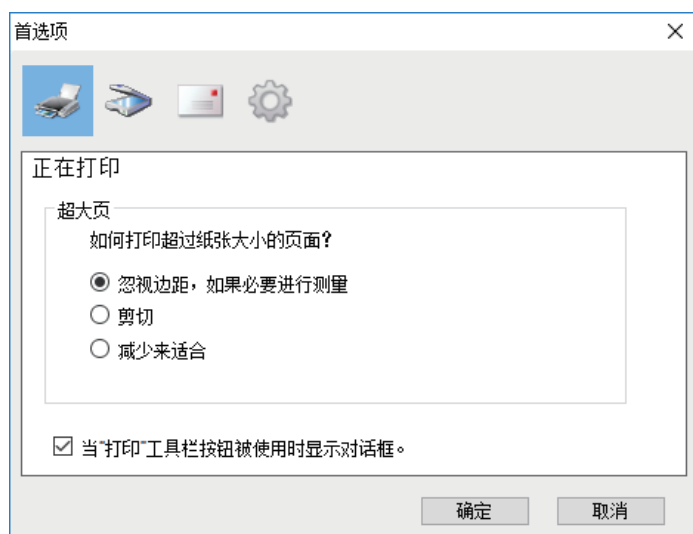 首选项
正在打印
超大页
如何打印超过纸张大小的页面?
忽视边距，如果必要进行测量
剪切
减少来适合
当"打印"工具栏按钮被使用时显示对话框。
确定
取消